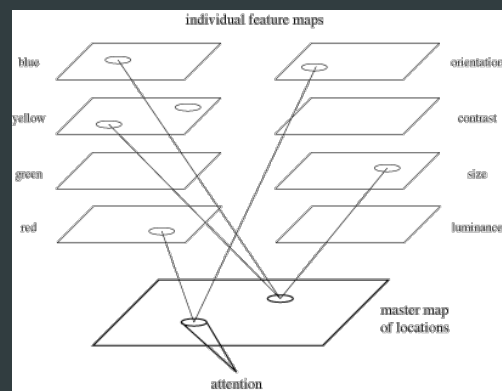 individual feature maps
blue
orientation
yellow
contrast
green
size
red
luminance
master map
of locations
attention